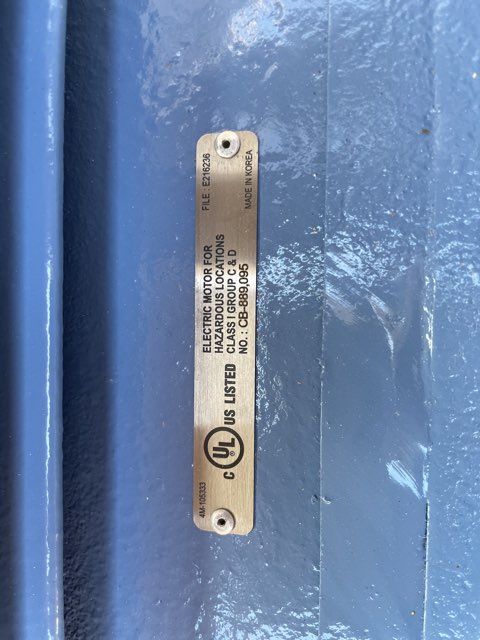 4M-105333
C UL ® US LISTED
ELECTRIC MOTOR FOR
HAZARDOUS LOCATIONS
CLASS I GROUP C & D
NO. : CB-889,095
FILE : E216236
MADE IN KOREA